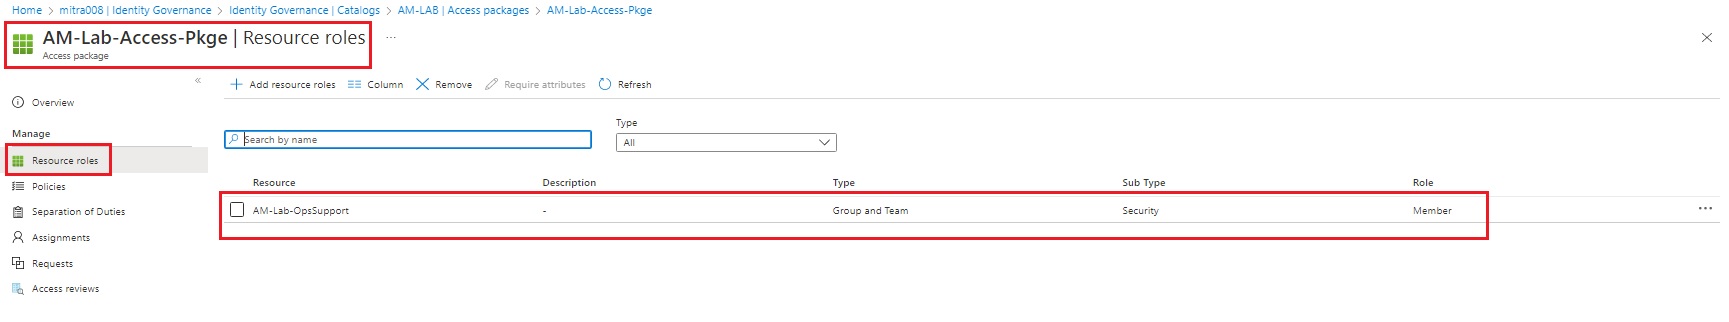 Home > mitra008 | Identity Governance > Identity Governance | Catalogs > AM-LAB | Access packages > AM-Lab-Access-Pkge
AM-Lab-Access-Pkge | Resource roles ...
Access package
«
+ Add resource roles Column Remove Require attributes Refresh
Overview
Manage
Resource roles
Policies
Separation of Duties
Assignments
Requests
Access reviews
Type
Search by name
All
Resource Description Type Sub Type Role
AM-Lab-OpsSupport - Group and Team Security Member ...